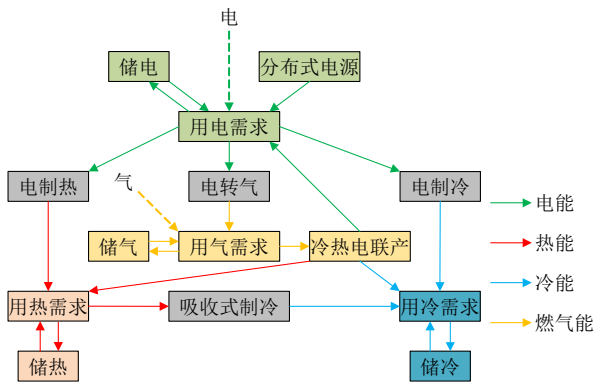 电
储电
分布式电源
用电需求
电制热
气
电转气
电制冷
电能
储气
用气需求
冷热电联产
热能
冷能
用热需求
吸收式制冷
用冷需求
燃气能
储热
储冷